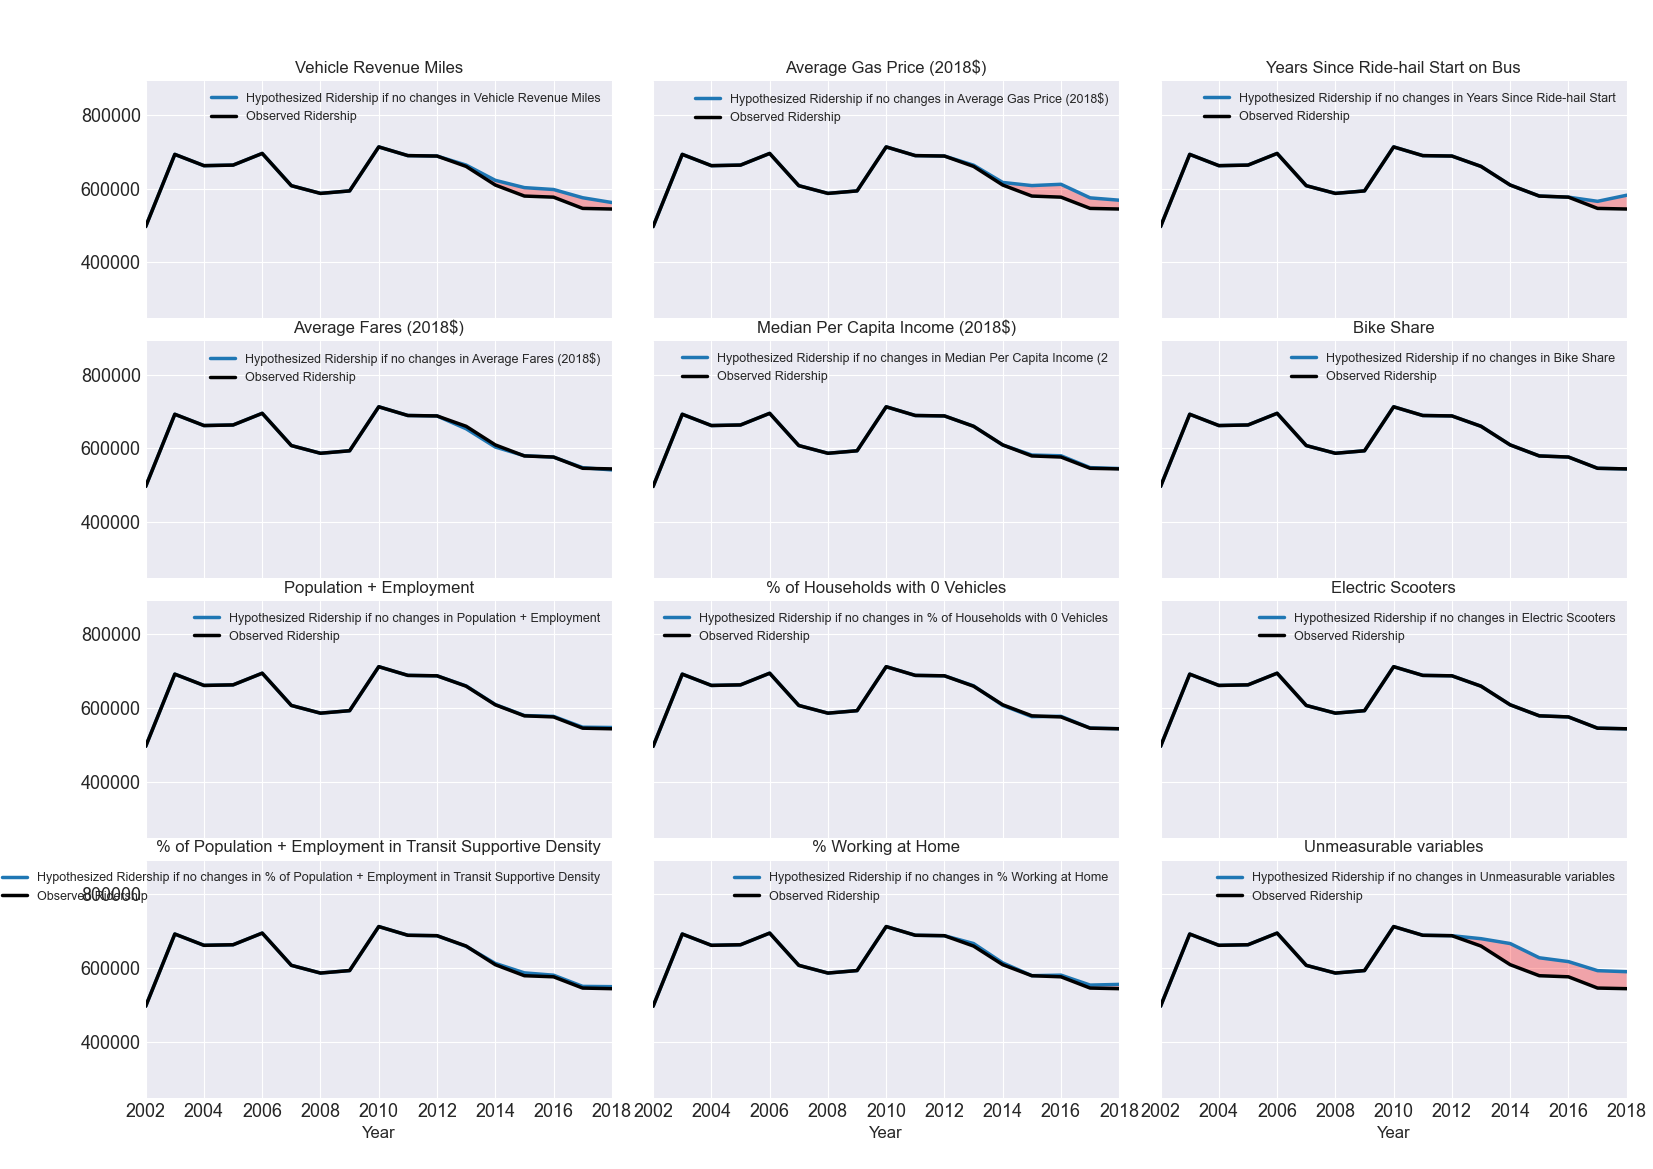 Vehicle Revenue Miles
Hypothesized Ridership if no changes in Vehicle Revenue Miles
Observed Ridership
800000
600000
400000
Average Gas Price (2018$)
Hypothesized Ridership if no changes in Average Gas Price (2018$)
Observed Ridership
Years Since Ride-hail Start on Bus
Hypothesized Ridership if no changes in Years Since Ride-hail Start
Observed Ridership
Average Fares (2018$)
Hypothesized Ridership if no changes in Average Fares (2018$)
Observed Ridership
800000
600000
400000
Median Per Capita Income (2018$)
Hypothesized Ridership if no changes in Median Per Capita Income (2
Observed Ridership
Bike Share
Hypothesized Ridership if no changes in Bike Share
Observed Ridership
Population + Employment
Hypothesized Ridership if no changes in Population + Employment
Observed Ridership
800000
600000
400000
% of Households with 0 Vehicles
Hypothesized Ridership if no changes in % of Households with 0 Vehicles
Observed Ridership
Electric Scooters
Hypothesized Ridership if no changes in Electric Scooters
Observed Ridership
% of Population + Employment in Transit Supportive Density
Hypothesized Ridership if no changes in % of Population + Employment in Transit Supportive Density
Observed Ridership
800000
600000
400000
2002 2004 2006 2008 2010 2012 2014 2016 2018
Year
% Working at Home
Hypothesized Ridership if no changes in % Working at Home
Observed Ridership
2002 2004 2006 2008 2010 2012 2014 2016 2018
Year
Unmeasurable variables
Hypothesized Ridership if no changes in Unmeasurable variables
Observed Ridership
2002 2004 2006 2008 2010 2012 2014 2016 2018
Year